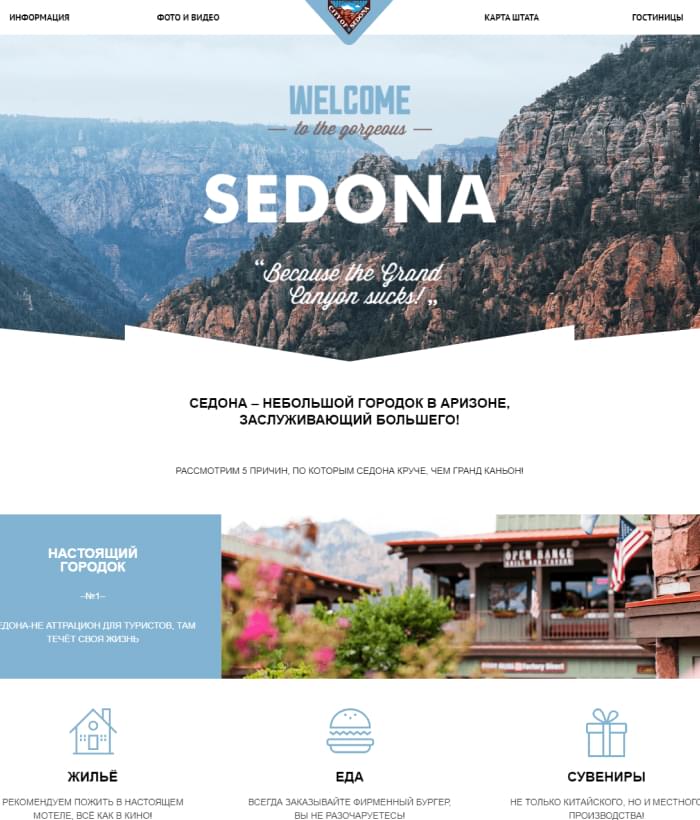 ИНФОРМАЦИЯ ФОТО И ВИДЕО КАРТА ШТАТА ГОСТИНИЦЫ
CITY OF SEDONA
WELCOME
to the gorgeous
SEDONA
“Because the Grand
Canyon sucks!„
СЕДОНА – НЕБОЛЬШОЙ ГОРОДОК В АРИЗОНЕ,
ЗАСЛУЖИВАЮЩИЙ БОЛЬШЕГО!
РАССМОТРИМ 5 ПРИЧИН, ПО КОТОРЫМ СЕДОНА КРУЧЕ, ЧЕМ ГРАНД КАНЬОН!
НАСТОЯЩИЙ
ГОРОДОК
–№1–
ЕДОНА-НЕ АТТРАЦИОН ДЛЯ ТУРИСТОВ, ТАМ
ТЕЧЁТ СВОЯ ЖИЗНЬ
OPEN RANGE
GRILL AND TAVERN
Factory Direct
ЖИЛЬЁ
РЕКОМЕНДУЕМ ПОЖИТЬ В НАСТОЯЩЕМ
МОТЕЛЕ, ВСЁ КАК В КИНО!
ЕДА
ВСЕГДА ЗАКАЗЫВАЙТЕ ФИРМЕННЫЙ БУРГЕР,
ВЫ НЕ РАЗОЧАРУЕТЕСЬ!
СУВЕНИРЫ
НЕ ТОЛЬКО КИТАЙСКОГО, НО И МЕСТНОГО
ПРОИЗВОДСТВА!